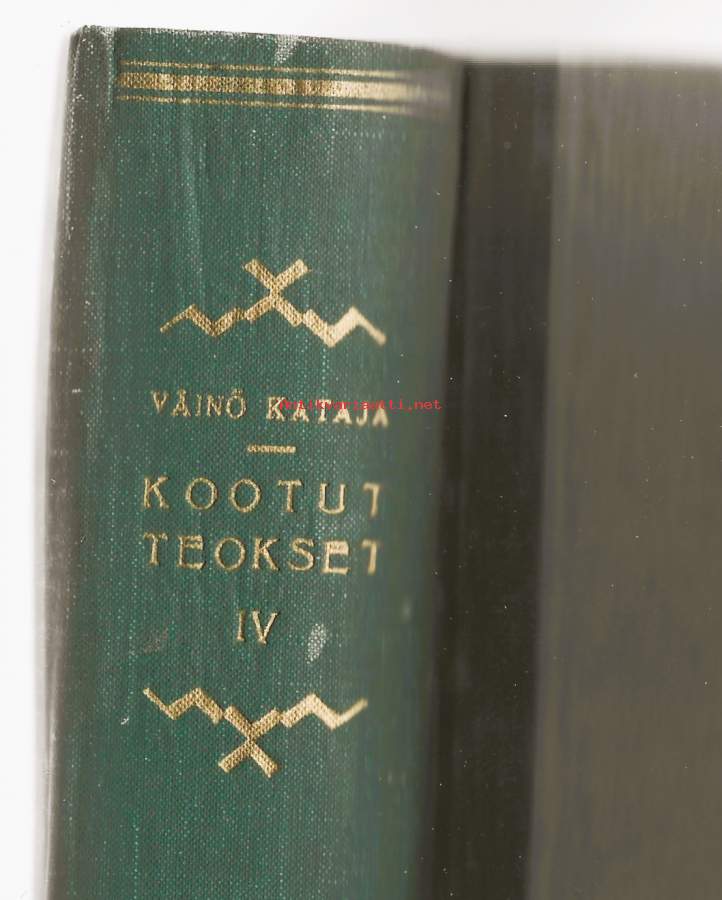 VÄINÖ KATAJA
Antikvariaatti.net
KOOTUT
TEOKSET
IV